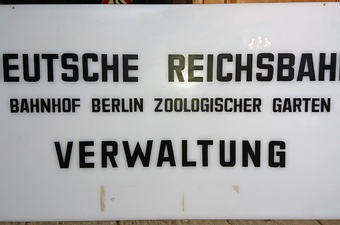 EUTSCHE REICHSBAH
BAHNHOF BERLIN ZOOLOGISCHER GARTEN
VERWALTUNG